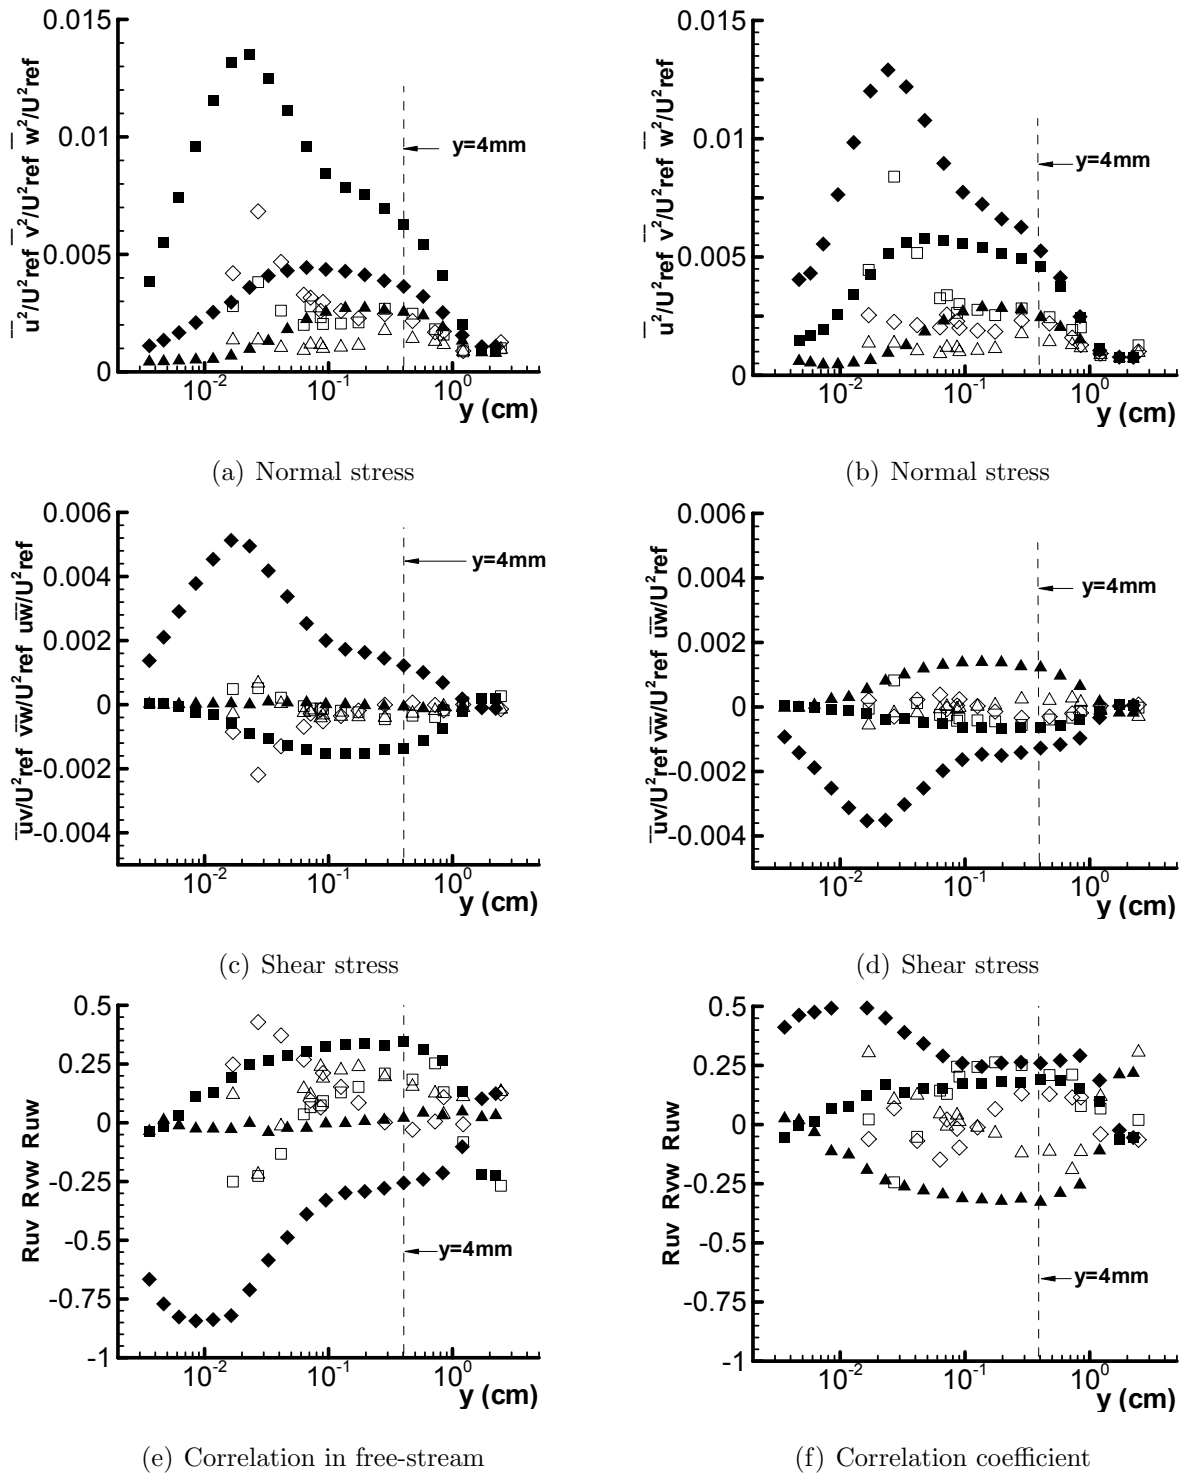 0.015
0.01
0.005
0
u²/U²ref v²/U²ref w²/U²ref
y=4mm
10⁻² 10⁻¹ 10⁰
y (cm)
(a) Normal stress
0.015
0.01
0.005
0
u²/U²ref v²/U²ref w²/U²ref
y=4mm
10⁻² 10⁻¹ 10⁰
y (cm)
(b) Normal stress
0.006
0.004
0.002
0
-0.002
-0.004
uv/U²ref vw/U²ref uw/U²ref
y=4mm
10⁻² 10⁻¹ 10⁰
y (cm)
(c) Shear stress
0.006
0.004
0.002
0
-0.002
-0.004
uv/U²ref vw/U²ref uw/U²ref
y=4mm
10⁻² 10⁻¹ 10⁰
y (cm)
(d) Shear stress
0.5
0.25
0
-0.25
-0.5
-0.75
-1
Ruv Rvw Ruw
y=4mm
10⁻² 10⁻¹ 10⁰
y (cm)
(e) Correlation in free-stream
0.5
0.25
0
-0.25
-0.5
-0.75
-1
Ruv Rvw Ruw
y=4mm
10⁻² 10⁻¹ 10⁰
y (cm)
(f) Correlation coefficient